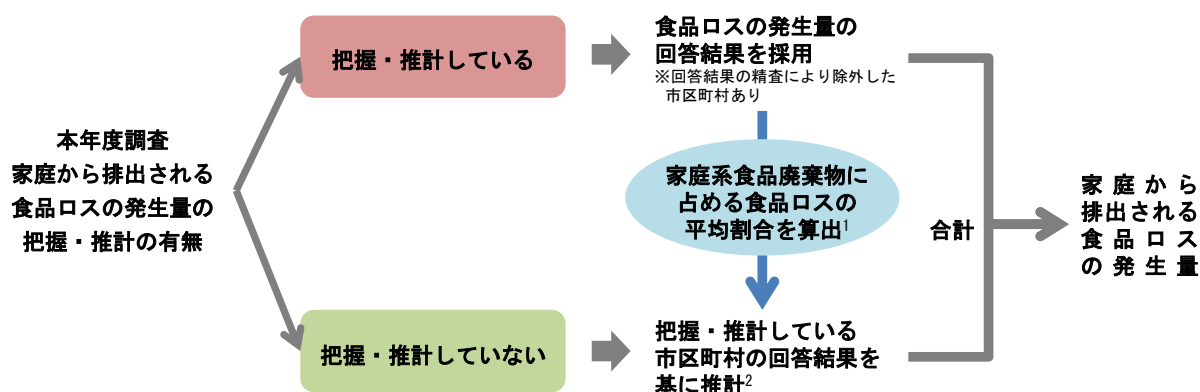 本年度調査
家庭から排出される
食品ロスの発生量の
把握・推計の有無
把握・推計している
食品ロスの発生量の
回答結果を採用
※回答結果の精査により除外した
市区町村あり
家庭系食品廃棄物に
占める食品ロスの
平均割合を算出1
把握・推計していない
把握・推計している
市区町村の回答結果を
基に推計2
合計
家庭から
排出される
食品ロス
の発生量